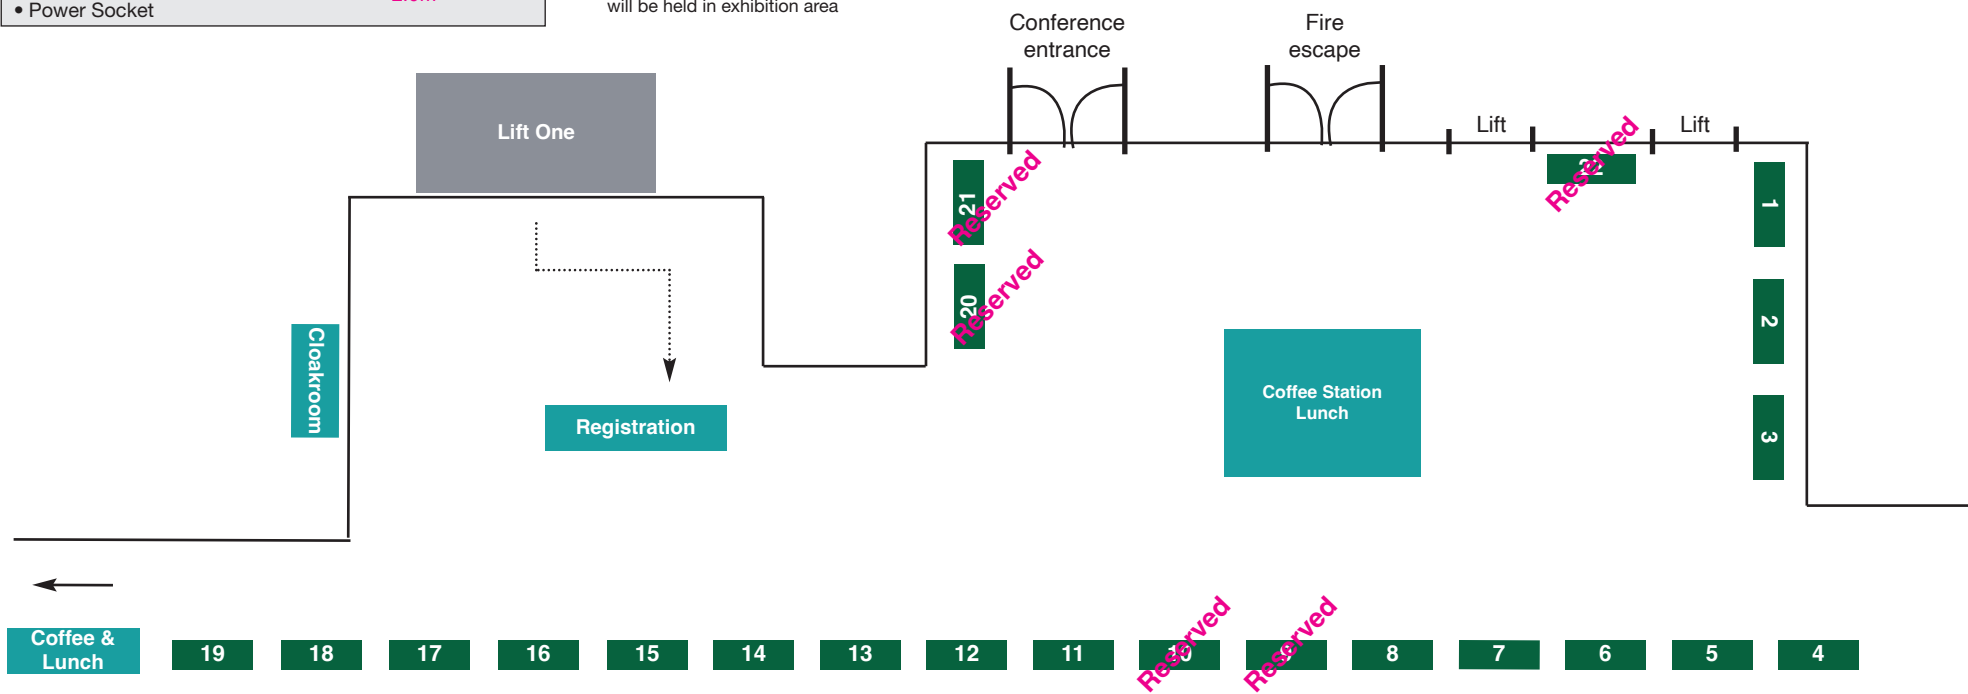 • Power Socket
will be held in exhibition area
Conference
entrance
Fire
escape
Lift One
Lift
Lift
Reserved
21
Reserved
1
20
Reserved
2
Cloakroom
Coffee Station
Lunch
3
Registration
Coffee &
Lunch
19
18
17
16
15
14
13
12
11
10
Reserved
Reserved
8
7
6
5
4